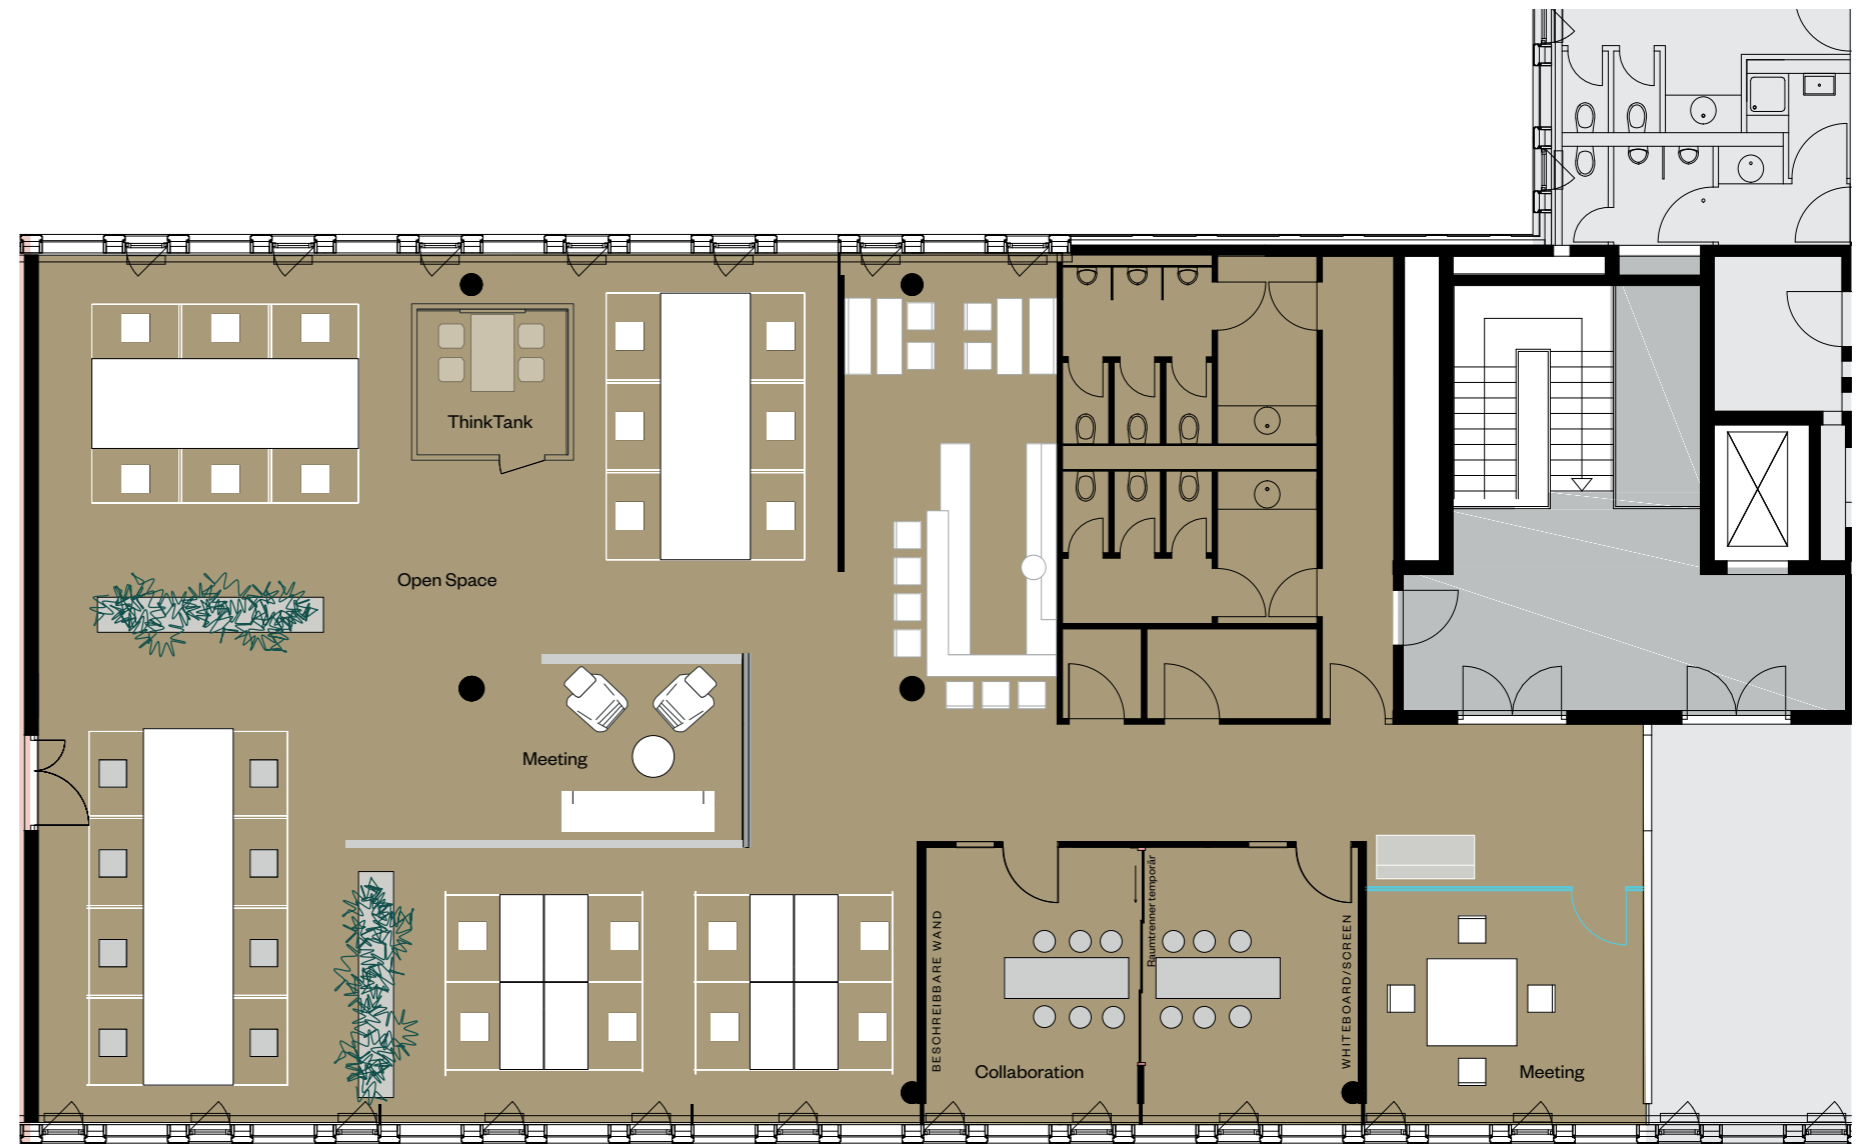 ThinkTank
Open Space
Meeting
BESCHREIBBARE WAND
Raumtrenner temporär
WHITEBOARD/SCREEN
Collaboration
Meeting